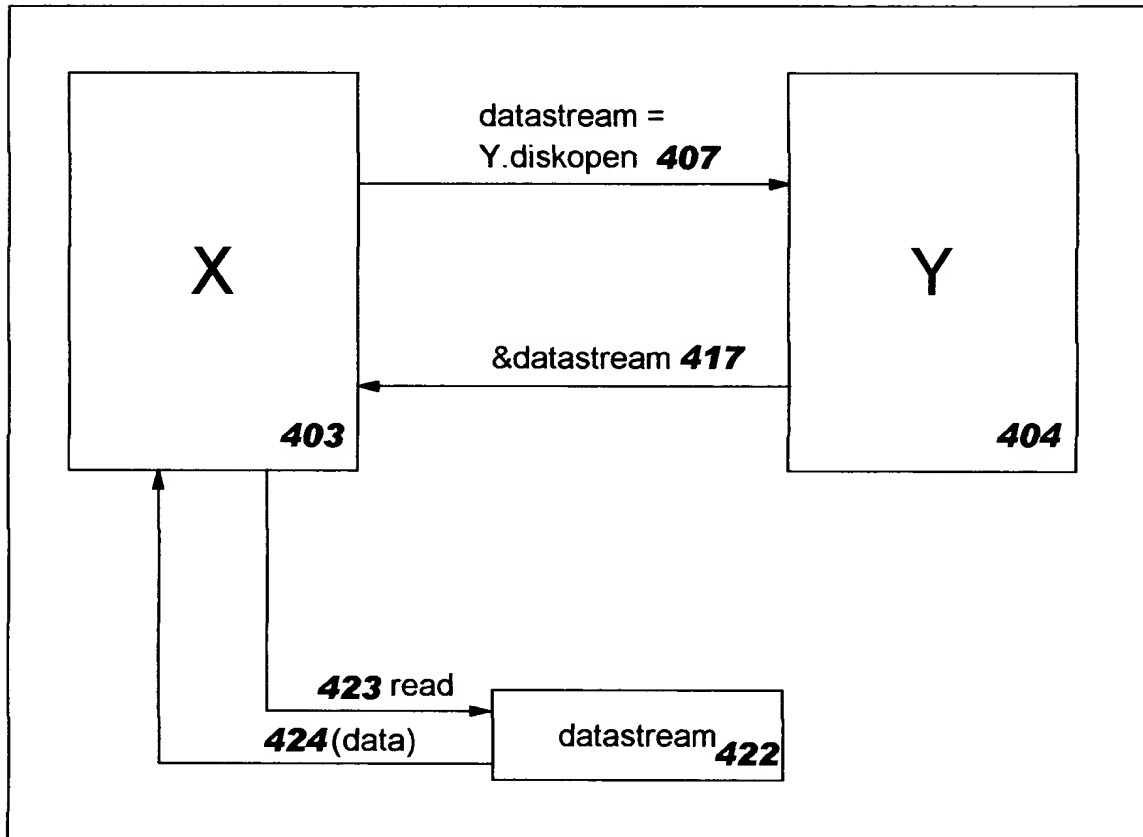 datastream =
Y.diskopen 407
X
Y
&datastream 417
403
404
423 read
424 (data)
datastream 422